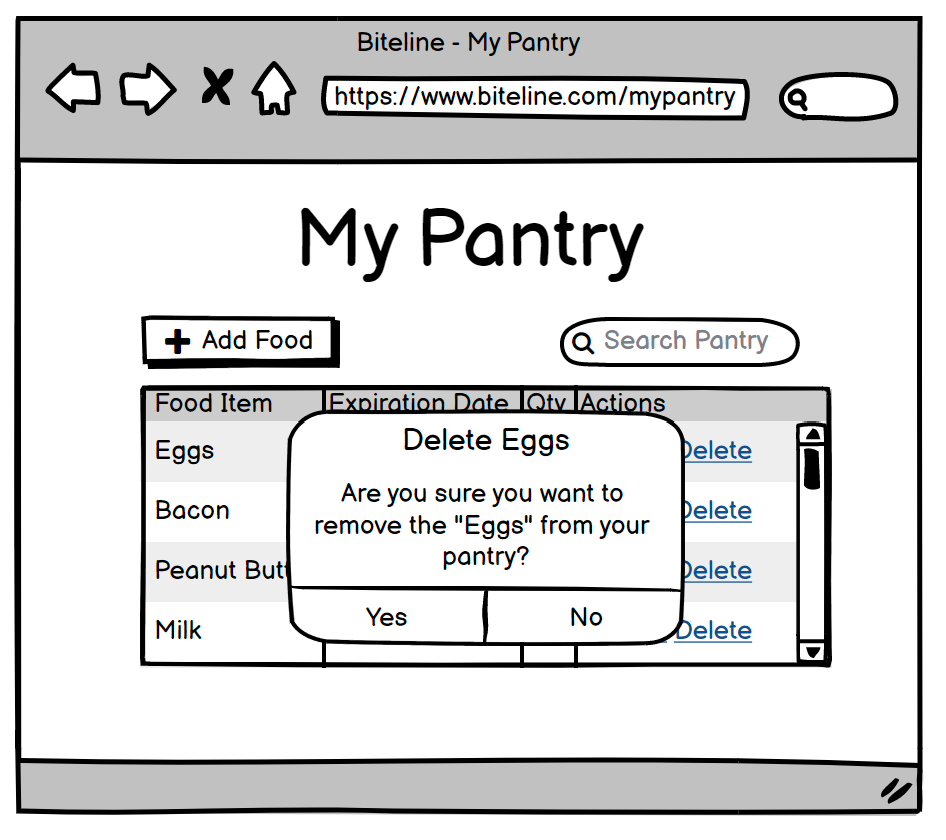 Biteline - My Pantry
https://www.biteline.com/mypantry
My Pantry
Add Food
Search Pantry
Food Item Expiration Date Qty Actions
Eggs Delete
Delete Eggs
Bacon Delete
Are you sure you want to
remove the "Eggs" from your
pantry?
Peanut Butt Delete
Yes No
Milk Delete